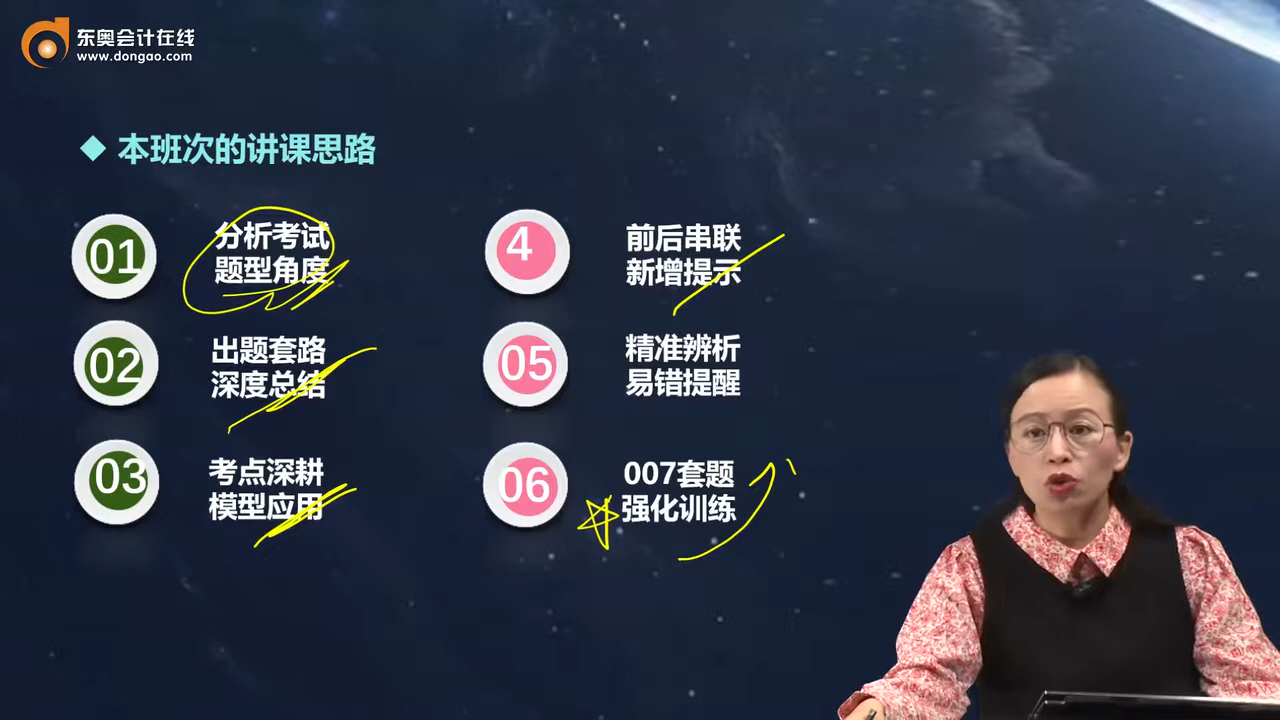 东奥会计在线
www.dongao.com
本班次的讲课思路
01
分析考试
题型角度
02
出题套路
深度总结
03
考点深耕
模型应用
4
前后串联
新增提示
05
精准辨析
易错提醒
06
007套题
强化训练